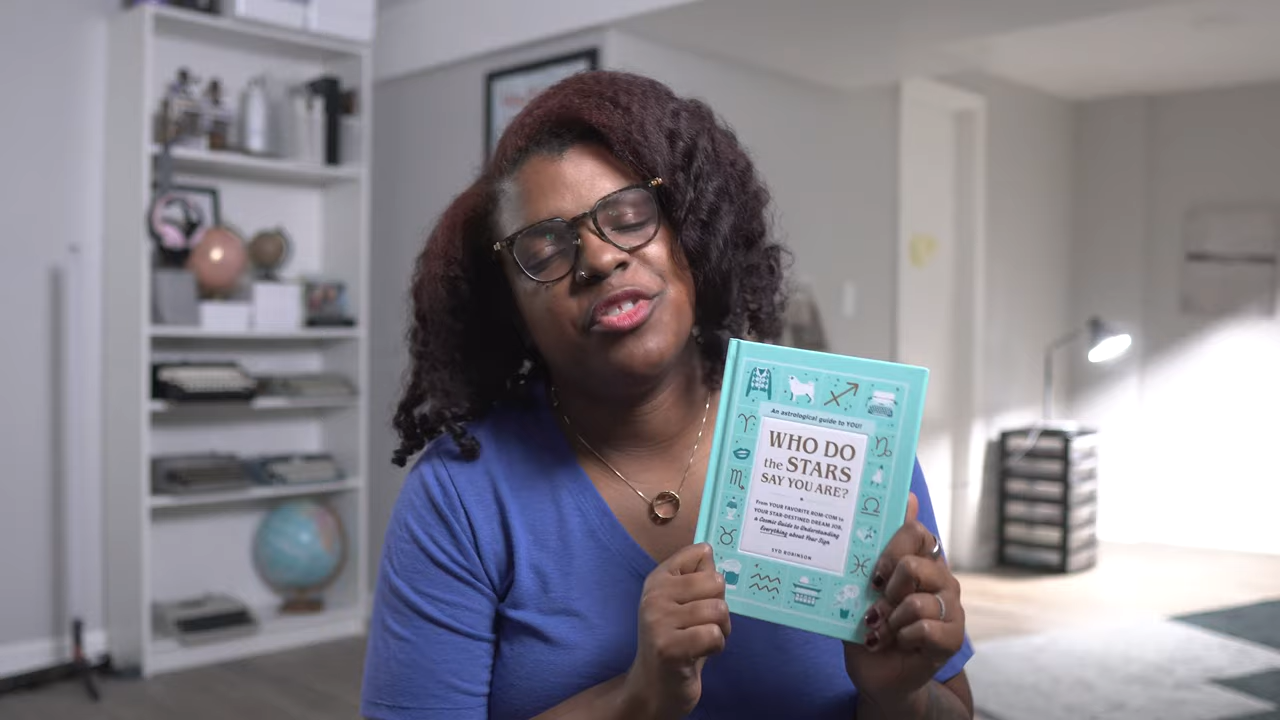 An astrological guide to YOU!
WHO DO
the STARS
SAY YOU ARE?
From YOUR FAVORITE ROM-COM to
YOUR STAR-DESTINED DREAM JOB,
a Cosmic Guide to Understanding
Everything about Your Sign
SYD ROBINSON